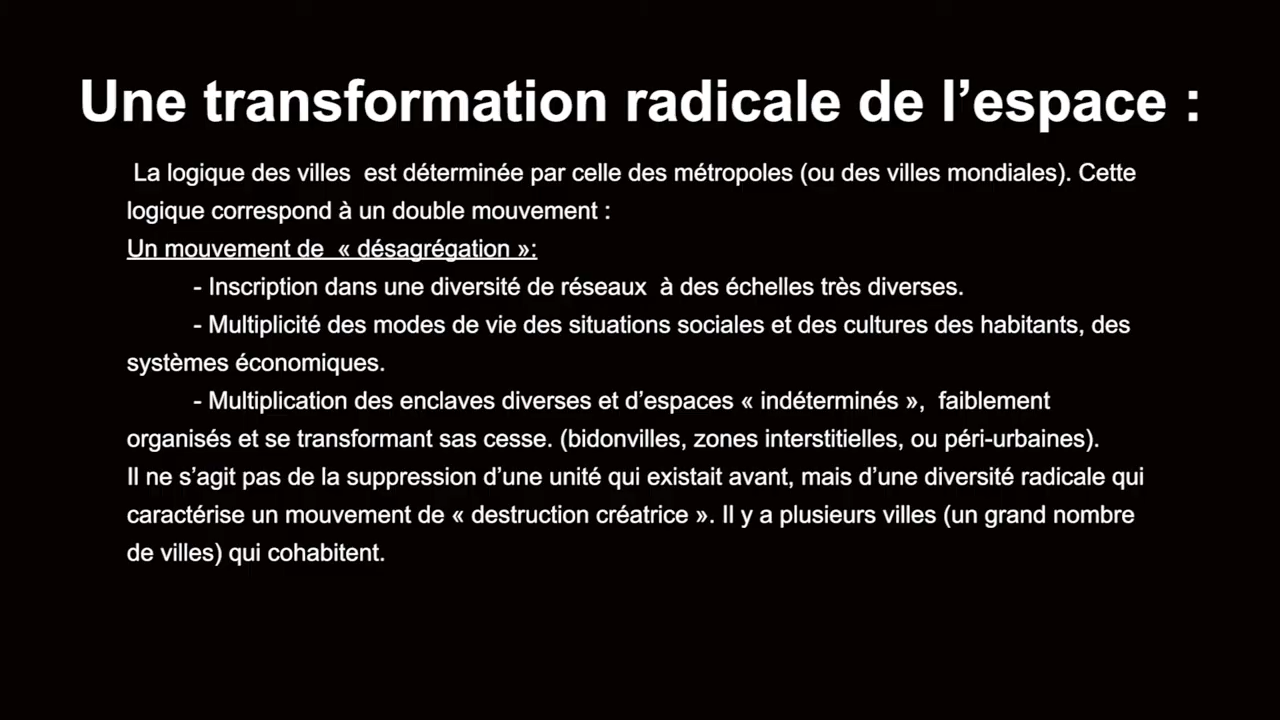 Une transformation radicale de l’espace :
La logique des villes  est déterminée par celle des métropoles (ou des villes mondiales). Cette
logique correspond à un double mouvement :
Un mouvement de  « désagrégation »:
- Inscription dans une diversité de réseaux  à des échelles très diverses.
- Multiplicité des modes de vie des situations sociales et des cultures des habitants, des
systèmes économiques.
- Multiplication des enclaves diverses et d’espaces « indéterminés »,  faiblement
organisés et se transformant sas cesse. (bidonvilles, zones interstitielles, ou péri-urbaines).
Il ne s’agit pas de la suppression d’une unité qui existait avant, mais d’une diversité radicale qui
caractérise un mouvement de « destruction créatrice ». Il y a plusieurs villes (un grand nombre
de villes) qui cohabitent.